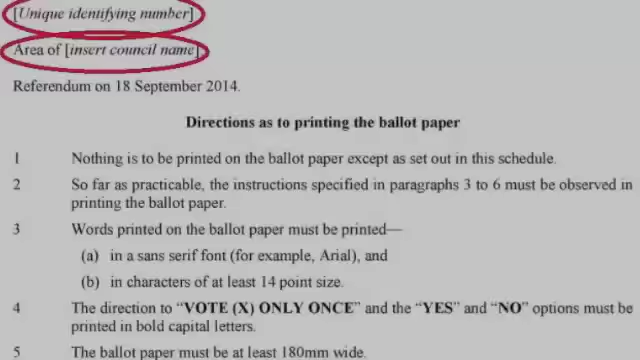 [Unique identifying number]
Area of [insert council name]
Referendum on 18 September 2014.
Directions as to printing the ballot paper
1 Nothing is to be printed on the ballot paper except as set out in this schedule.
2 So far as practicable, the instructions specified in paragraphs 3 to 6 must be observed in
printing the ballot paper.
3 Words printed on the ballot paper must be printed—
(a) in a sans serif font (for example, Arial), and
(b) in characters of at least 14 point size.
4 The direction to “VOTE (X) ONLY ONCE” and the “YES” and “NO” options must be
printed in bold capital letters.
5 The ballot paper must be at least 180mm wide.